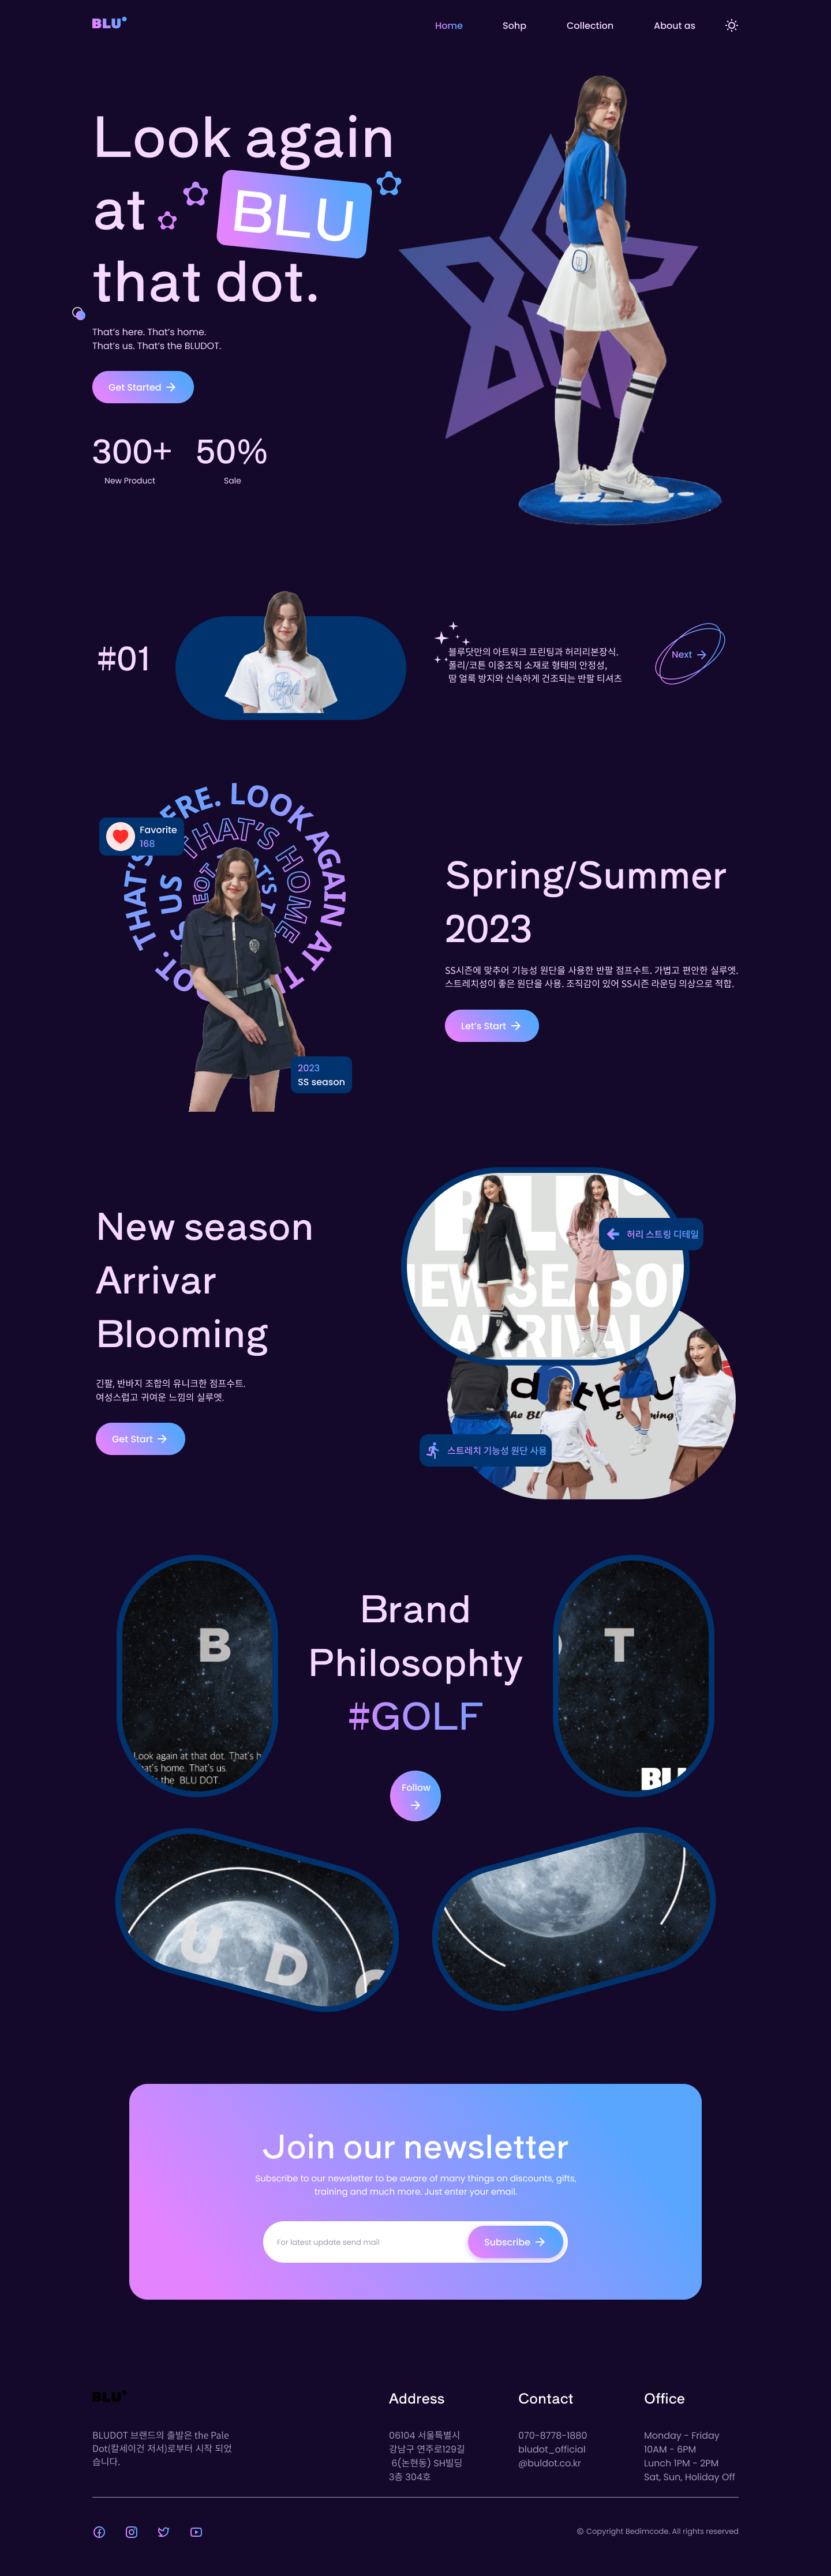 BLU
Home
Sohp
Collection
About as
Look again
at BLU
that dot.
That's here. That's home.
That's us. That's the BLUDOT.
Get Started
300+
New Product
50%
Sale
#01
블루닷만의 아트워크 프린팅과 허리리본장식.
폴리/코튼 이중조직 소재로 형태의 안정성,
땀 얼룩 방지와 신속하게 건조되는 반팔 티셔츠
Next
Favorite
168
ERE. LOOK AGAIN AT
THAT'S HOME
US
2023
SS season
Spring/Summer
2023
SS시즌에 맞추어 기능성 원단을 사용한 반팔 점프수트. 가볍고 편안한 실루엣.
스트레치성이 좋은 원단을 사용. 조직감이 있어 SS시즌 라운딩 의상으로 적합.
Let's Start
New season
Arrivar
Blooming
긴팔, 반바지 조합의 유니크한 점프수트.
여성스럽고 귀여운 느낌의 실루엣.
Get Start
허리 스트링 디테일
스트레치 기능성 원단 사용
B
Look again at that dot. That's h
at's home. That's us.
the BLU DOT.
Brand
Philosophty
#GOLF
Follow
T
BLU
U D
Join our newsletter
Subscribe to our newsletter to be aware of many things on discounts, gifts,
training and much more. Just enter your email.
For latest update send mail
Subscribe
BLU
BLUDOT 브랜드의 출발은 the Pale
Dot(칼세이건 저서)로부터 시작 되었
습니다.
Address
06104 서울특별시
강남구 연주로129길
6(논현동) SH빌딩
3층 304호
Contact
070-8778-1880
bludot_official
@buldot.co.kr
Office
Monday - Friday
10AM - 6PM
Lunch 1PM - 2PM
Sat, Sun, Holiday Off
© Copyright Bedimcode. All rights reserved